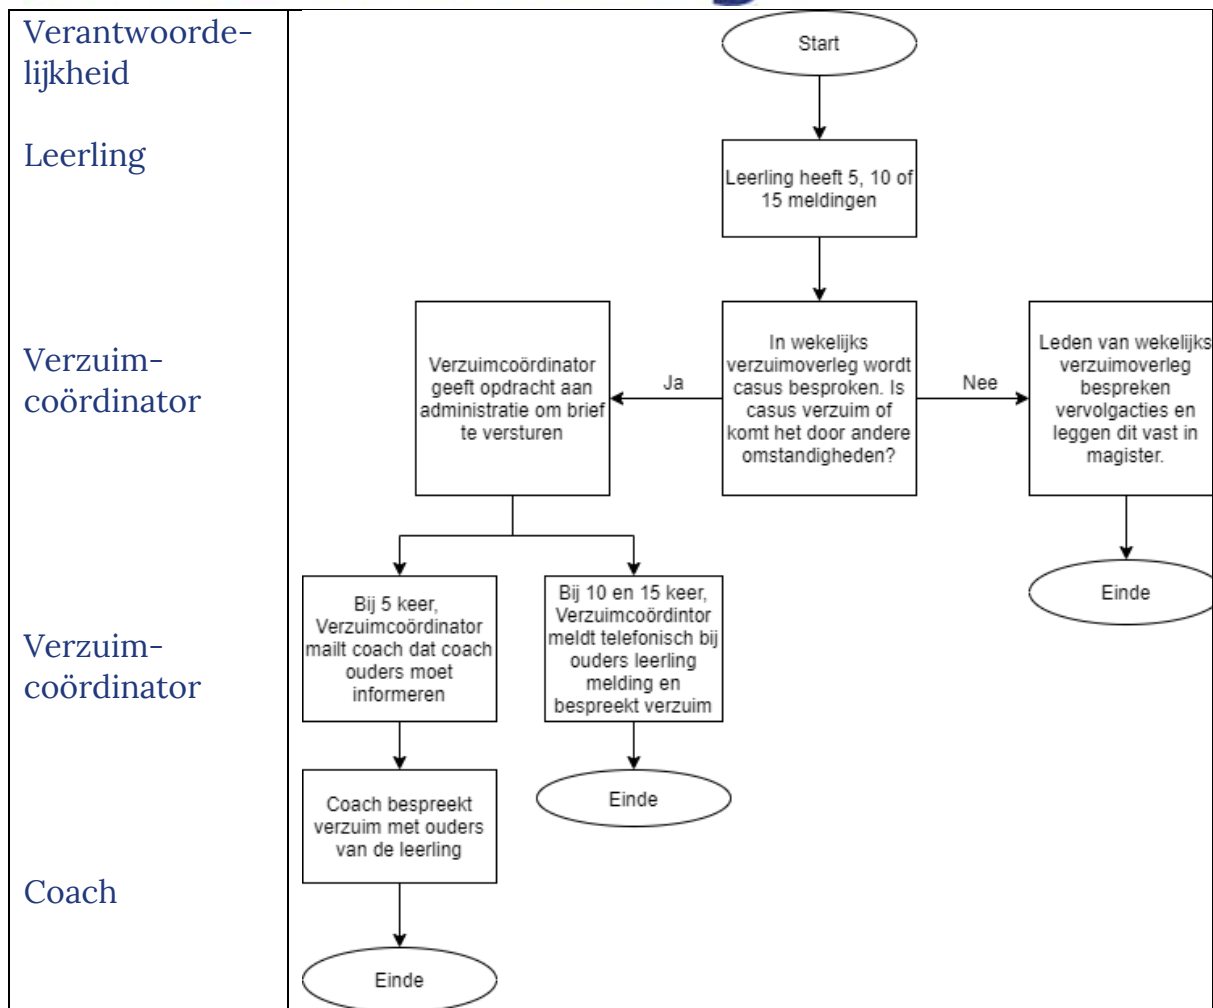 Verantwoorde-
lijkheid
Start
Leerling
Leerling heeft 5, 10 of
15 meldingen
Verzuim-
coördinator
Verzuimcoördinator
geeft opdracht aan
administratie om brief
te versturen
Ja
In wekelijks
verzuimoverleg wordt
casus besproken. Is
casus verzuim of
komt het door andere
omstandigheden?
Nee
Leden van wekelijks
verzuimoverleg
bespreken
vervolgacties en
leggen dit vast in
magister.
Einde
Verzuim-
coördinator
Bij 5 keer,
Verzuimcoördinator
mailt coach dat coach
ouders moet
informeren
Bij 10 en 15 keer,
Verzuimcoördintor
meldt telefonisch bij
ouders leerling
melding en
bespreekt verzuim
Einde
Coach bespreekt
verzuim met ouders
van de leerling
Coach
Einde